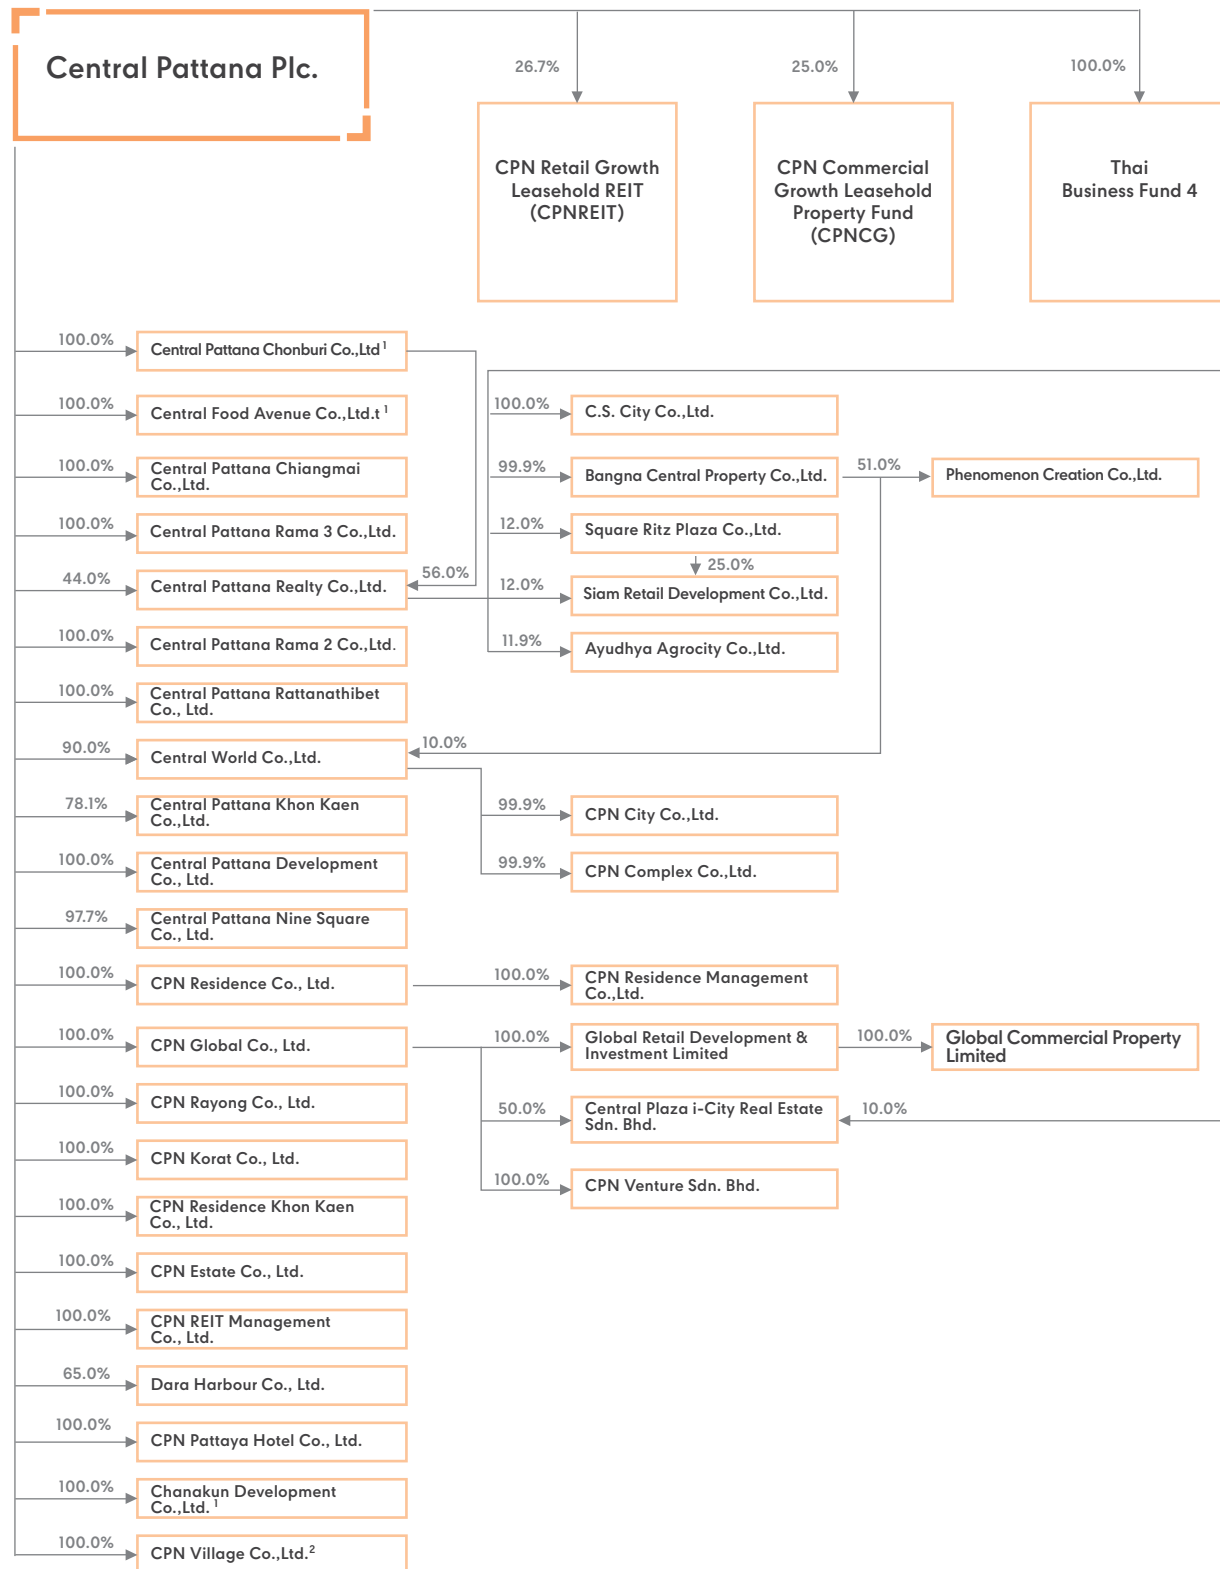 Central Pattana Plc.
26.7%
25.0%
100.0%
CPN Retail Growth
Leasehold REIT
(CPNREIT)
CPN Commercial
Growth Leasehold
Property Fund
(CPNCG)
Thai
Business Fund 4
100.0%
Central Pattana Chonburi Co.,Ltd 1
100.0%
Central Food Avenue Co.,Ltd.t 1
100.0%
C.S. City Co.,Ltd.
100.0%
Central Pattana Chiangmai
Co.,Ltd.
99.9%
Bangna Central Property Co.,Ltd.
51.0%
Phenomenon Creation Co.,Ltd.
100.0%
Central Pattana Rama 3 Co.,Ltd.
12.0%
Square Ritz Plaza Co.,Ltd.
25.0%
44.0%
Central Pattana Realty Co.,Ltd.
56.0%
12.0%
Siam Retail Development Co.,Ltd.
100.0%
Central Pattana Rama 2 Co.,Ltd.
11.9%
Ayudhya Agrocity Co.,Ltd.
100.0%
Central Pattana Rattanathibet
Co., Ltd.
90.0%
Central World Co.,Ltd.
10.0%
78.1%
Central Pattana Khon Kaen
Co.,Ltd.
99.9%
CPN City Co.,Ltd.
100.0%
Central Pattana Development
Co., Ltd.
99.9%
CPN Complex Co.,Ltd.
97.7%
Central Pattana Nine Square
Co., Ltd.
100.0%
CPN Residence Co., Ltd.
100.0%
CPN Residence Management
Co.,Ltd.
100.0%
CPN Global Co., Ltd.
100.0%
Global Retail Development &
Investment Limited
100.0%
Global Commercial Property
Limited
100.0%
CPN Rayong Co., Ltd.
50.0%
Central Plaza i-City Real Estate
Sdn. Bhd.
10.0%
100.0%
CPN Korat Co., Ltd.
100.0%
CPN Venture Sdn. Bhd.
100.0%
CPN Residence Khon Kaen
Co., Ltd.
100.0%
CPN Estate Co., Ltd.
100.0%
CPN REIT Management
Co., Ltd.
65.0%
Dara Harbour Co., Ltd.
100.0%
CPN Pattaya Hotel Co., Ltd.
100.0%
Chanakun Development
Co.,Ltd. 1
100.0%
CPN Village Co.,Ltd.2